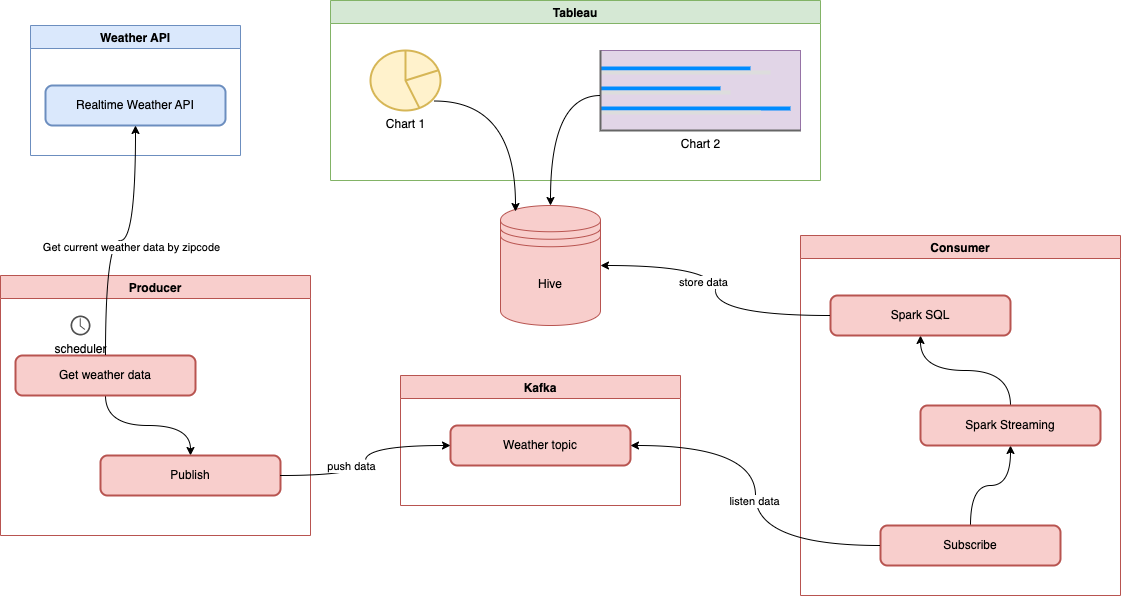 Tableau
Weather API
Realtime Weather API
Chart 1
Chart 2
Get current weather data by zipcode
Consumer
Producer
Hive
store data
Spark SQL
scheduler
Get weather data
Kafka
Weather topic
Spark Streaming
push data
Publish
listen data
Subscribe